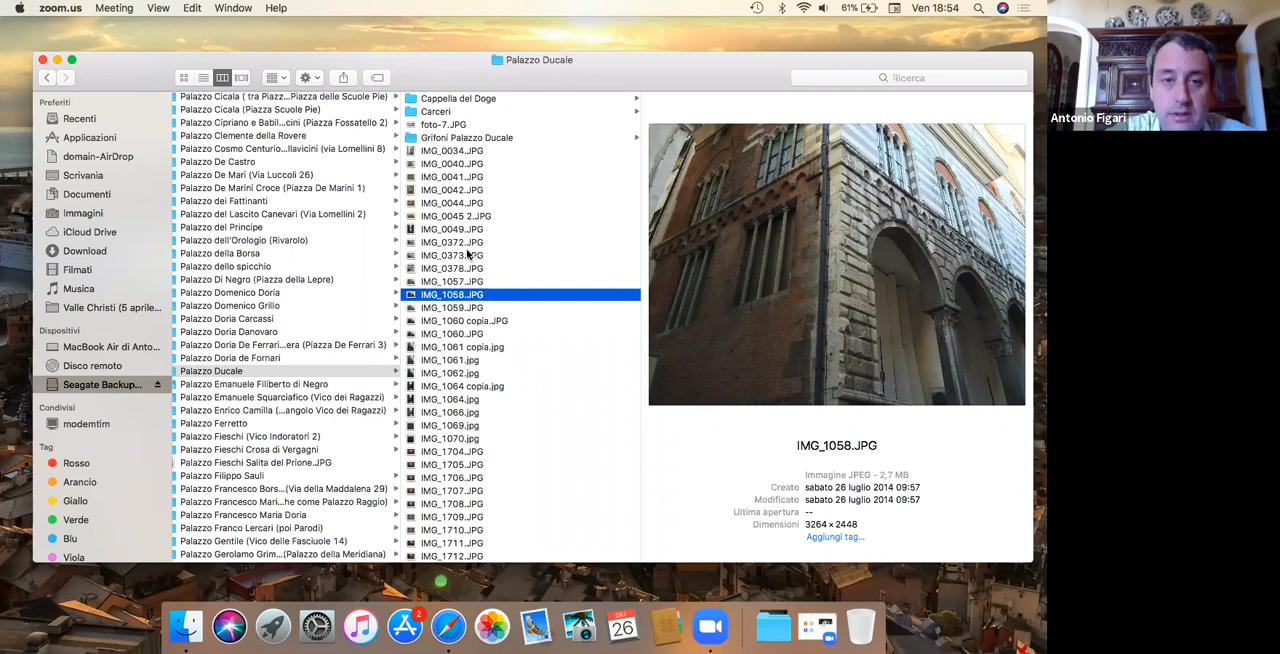 zoom.us Meeting View Edit Window Help 61% Ven 18:54
Palazzo Ducale
Ricerca
Preferiti
Recenti
Applicazioni
domain-AirDrop
Scrivania
Documenti
Immagini
iCloud Drive
Download
Filmati
Musica
Valle Christi (5 aprile...
Dispositivi
MacBook Air di Anto...
Disco remoto
Seagate Backup...
Condivisi
modemtim
Tag
Rosso
Arancio
Giallo
Verde
Blu
Viola
Palazzo Cicala ( tra Piazz...Piazza delle Scuole Pie)
Palazzo Cicala (Piazza Scuole Pie)
Palazzo Cipriano e Babil...cini (Piazza Fossatello 2)
Palazzo Clemente della Rovere
Palazzo Cosmo Centurio...llavicini (via Lomellini 8)
Palazzo De Castro
Palazzo De Mari (Via Luccoli 26)
Palazzo De Marini Croce (Piazza De Marini 1)
Palazzo dei Fattinanti
Palazzo del Lascito Canevari (Via Lomellini 2)
Palazzo del Principe
Palazzo dell'Orologio (Rivarolo)
Palazzo della Borsa
Palazzo dello spicchio
Palazzo Di Negro (Piazza della Lepre)
Palazzo Domenico Doria
Palazzo Domenico Grillo
Palazzo Doria Carcassi
Palazzo Doria Danovaro
Palazzo Doria De Ferrari...era (Piazza De Ferrari 3)
Palazzo Doria de Fornari
Palazzo Ducale
Palazzo Emanuele Filiberto di Negro
Palazzo Emanuele Squarciafico (Via dei Ragazzi)
Palazzo Enrico Camilla (...angolo Vico dei Ragazzi)
Palazzo Ferretto
Palazzo Fieschi (Vico Indoratori 2)
Palazzo Fieschi Crosa di Vergagni
Palazzo Fieschi Salita del Prione.JPG
Palazzo Filippo Sauli
Palazzo Francesco Bors...(Via della Maddalena 29)
Palazzo Francesco Mari...he come Palazzo Raggio)
Palazzo Francesco Maria Doria
Palazzo Franco Lercari (poi Parodi)
Palazzo Gentile (Vico delle Fasciuole 14)
Palazzo Gerolamo Grim...(Palazzo della Meridiana)
Cappella del Doge
Carceri
foto-7.JPG
Grifoni Palazzo Ducale
IMG_0034.JPG
IMG_0040.JPG
IMG_0041.JPG
IMG_0042.JPG
IMG_0044.JPG
IMG_0045 2.JPG
IMG_0049.JPG
IMG_0372.JPG
IMG_0373.JPG
IMG_0378.JPG
IMG_1057.JPG
IMG_1058.JPG
IMG_1059.JPG
IMG_1060 copia.JPG
IMG_1060.JPG
IMG_1061 copia.jpg
IMG_1061.jpg
IMG_1062.jpg
IMG_1064 copia.jpg
IMG_1064.jpg
IMG_1066.jpg
IMG_1069.jpg
IMG_1070.jpg
IMG_1704.JPG
IMG_1705.JPG
IMG_1706.JPG
IMG_1707.JPG
IMG_1708.JPG
IMG_1709.JPG
IMG_1710.JPG
IMG_1711.JPG
IMG_1712.JPG
IMG_1058.JPG
Immagine JPEG - 2,7 MB
Creato sabato 26 luglio 2014 09:57
Modificato sabato 26 luglio 2014 09:57
Ultima apertura --
Dimensioni 3264 × 2448
Aggiungi tag...
Antonio Figari
2
GIU
26